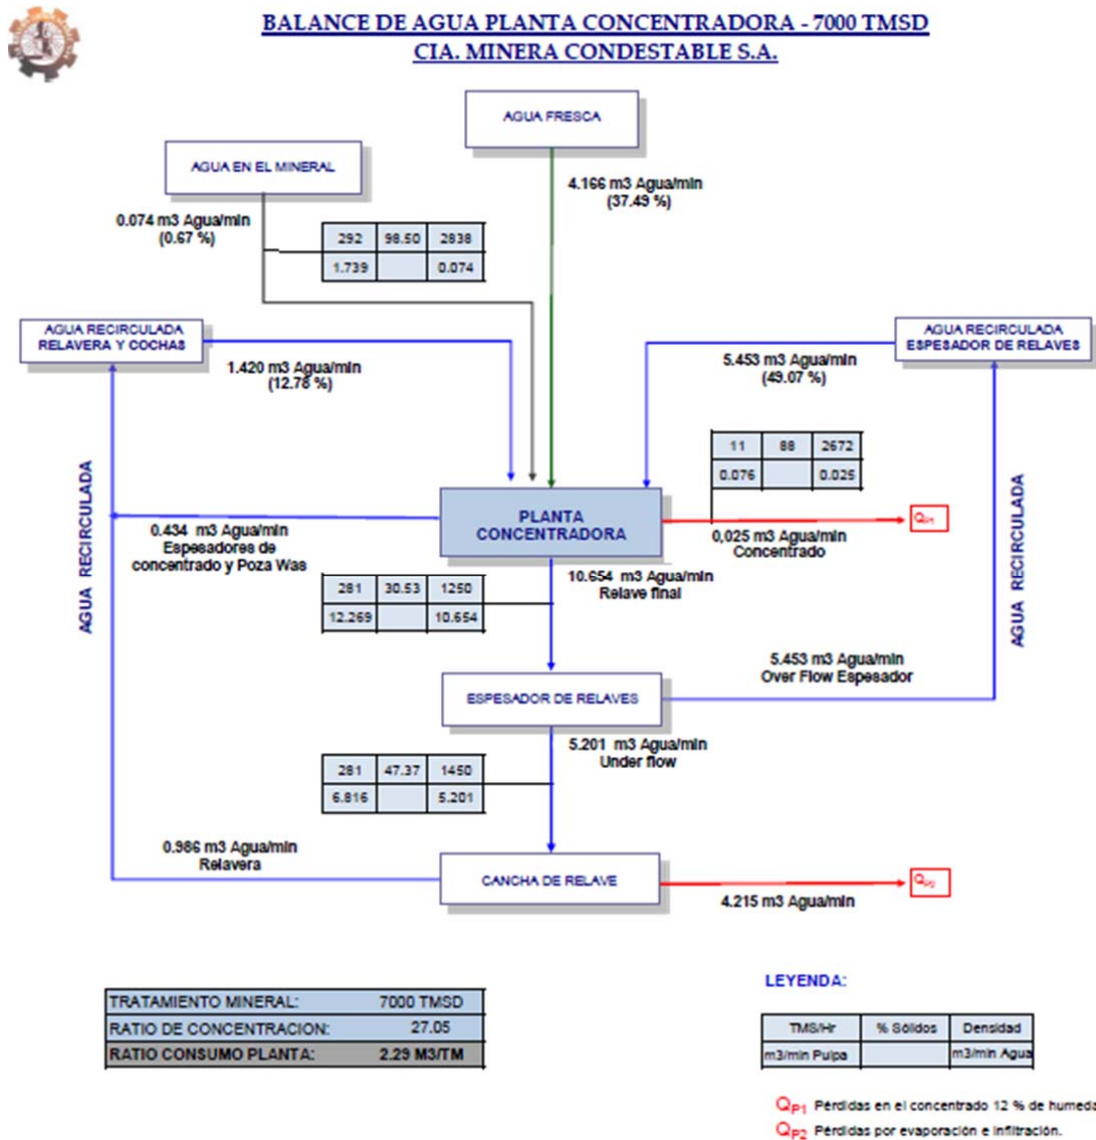 BALANCE DE AGUA PLANTA CONCENTRADORA - 7000 TMSD
CIA. MINERA CONDESTABLE S.A.
AGUA FRESCA
AGUA EN EL MINERAL
4.166 m3 Agua/min
(37.49 %)
0.074 m3 Agua/min
(0.67 %)
292 98.50 2838
1.739 0.074
AGUA RECIRCULADA
RELAVERA Y COCHAS
AGUA RECIRCULADA
ESPESADOR DE RELAVES
1.420 m3 Agua/min
(12.78 %)
5.453 m3 Agua/min
(49.07 %)
11 88 2672
0.076 0.025
AGUA RECIRCULADA
AGUA RECIRCULADA
PLANTA
CONCENTRADORA
QP1
0.434 m3 Agua/min
Espesadores de
concentrado y Poza Was
0,025 m3 Agua/min
Concentrado
10.654 m3 Agua/min
Relave final
281 30.53 1250
12.269 10.654
5.453 m3 Agua/min
Over Flow Espesador
ESPESADOR DE RELAVES
5.201 m3 Agua/min
Under flow
281 47.37 1450
6.816 5.201
0.986 m3 Agua/min
Relavera
CANCHA DE RELAVE
QP2
4.215 m3 Agua/min
TRATAMIENTO MINERAL: 7000 TMSD
RATIO DE CONCENTRACION: 27.05
RATIO CONSUMO PLANTA: 2.29 M3/TM
LEYENDA:
TMS/Hr % Sólidos Densidad
m3/min Pulpa m3/min Agua
QP1 Pérdidas en el concentrado 12 % de humeda
QP2 Pérdidas por evaporación e infiltración.